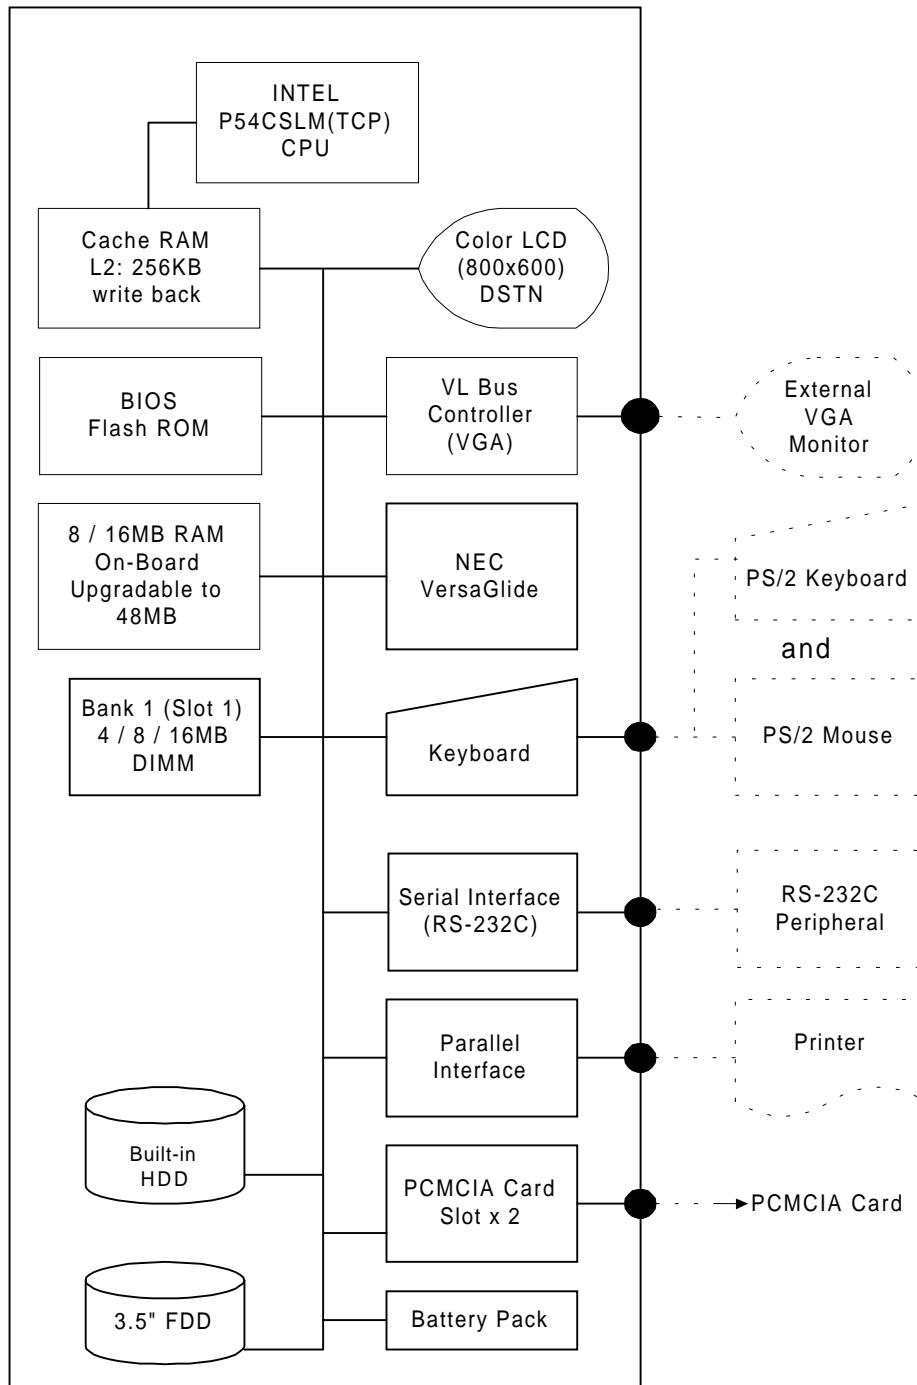 INTEL
P54CSLM(TCP)
CPU
Cache RAM
L2: 256KB
write back
Color LCD
(800x600)
DSTN
BIOS
Flash ROM
VL Bus
Controller
(VGA)
External
VGA
Monitor
8 / 16MB RAM
On-Board
Upgradable to
48MB
NEC
VersaGlide
PS/2 Keyboard
and
Bank 1 (Slot 1)
4 / 8 / 16MB
DIMM
Keyboard
PS/2 Mouse
Serial Interface
(RS-232C)
RS-232C
Peripheral
Parallel
Interface
Printer
Built-in
HDD
PCMCIA Card
Slot x 2
PCMCIA Card
3.5" FDD
Battery Pack